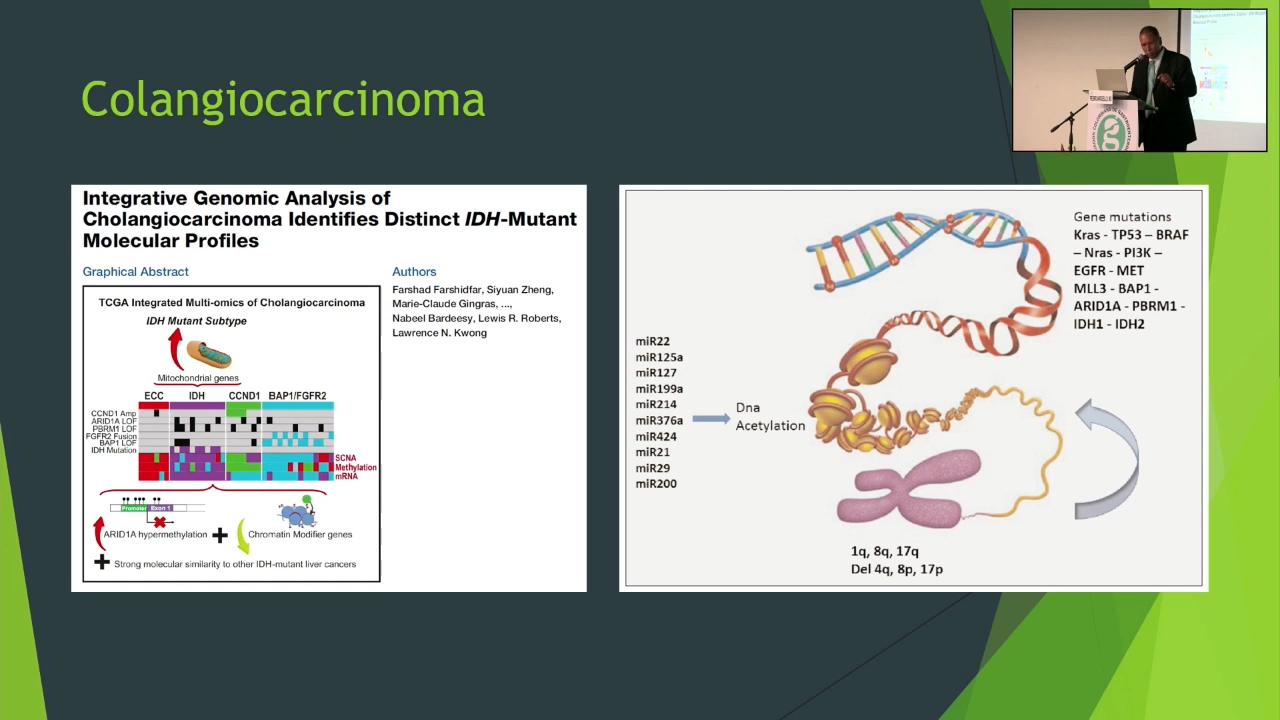 Colangiocarcinoma
Integrative Genomic Analysis of
Cholangiocarcinoma Identifies Distinct IDH-Mutant
Molecular Profiles
Graphical Abstract
TCGA Integrated Multi-omics of Cholangiocarcinoma
IDH Mutant Subtype
Mitochondrial genes
ECC IDH CCND1 BAP1/FGFR2
CCND1 Amp
ARID1A LOF
PBRM1 LOF
FGFR2 Fusion
BAP1 LOF
IDH Mutation
SCNA
Methylation
mRNA
Promoter Exon 1
ARID1A hypermethylation
Chromatin Modifier genes
Strong molecular similarity to other IDH-mutant liver cancers
Authors
Farshad Farshidfar, Siyuan Zheng,
Marie-Claude Gingras, ...,
Nabeel Bardeesy, Lewis R. Roberts,
Lawrence N. Kwong
Gene mutations
Kras - TP53 – BRAF
– Nras - PI3K –
EGFR - MET
MLL3 - BAP1 -
ARID1A - PBRM1 -
IDH1 - IDH2
miR22
miR125a
miR127
miR199a
miR214
miR376a
miR424
miR21
miR29
miR200
Dna
Acetylation
1q, 8q, 17q
Del 4q, 8p, 17p